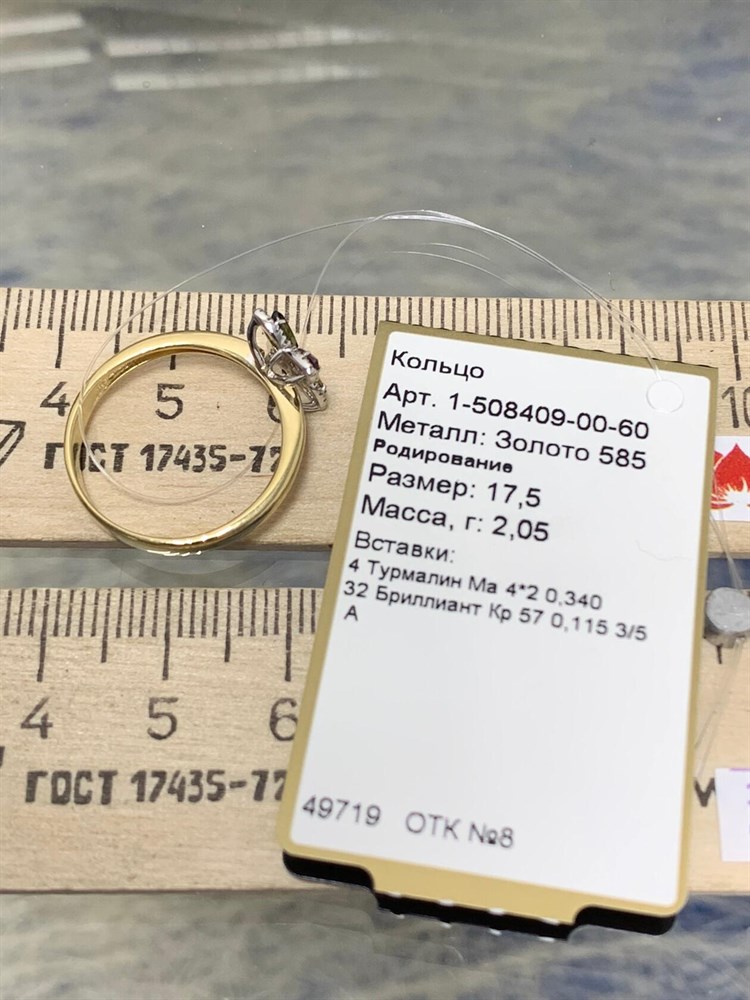 Кольцо
Арт. 1-508409-00-60
Металл: Золото 585
Родирование
Размер: 17,5
Масса, г: 2,05
Вставки:
4 Турмалин Ма 4*2 0,340
32 Бриллиант Кр 57 0,115 3/5
А
49719 ОТК №8
4 5 6 10
ГОСТ 17435-72
4 5 6
ГОСТ 17435-72